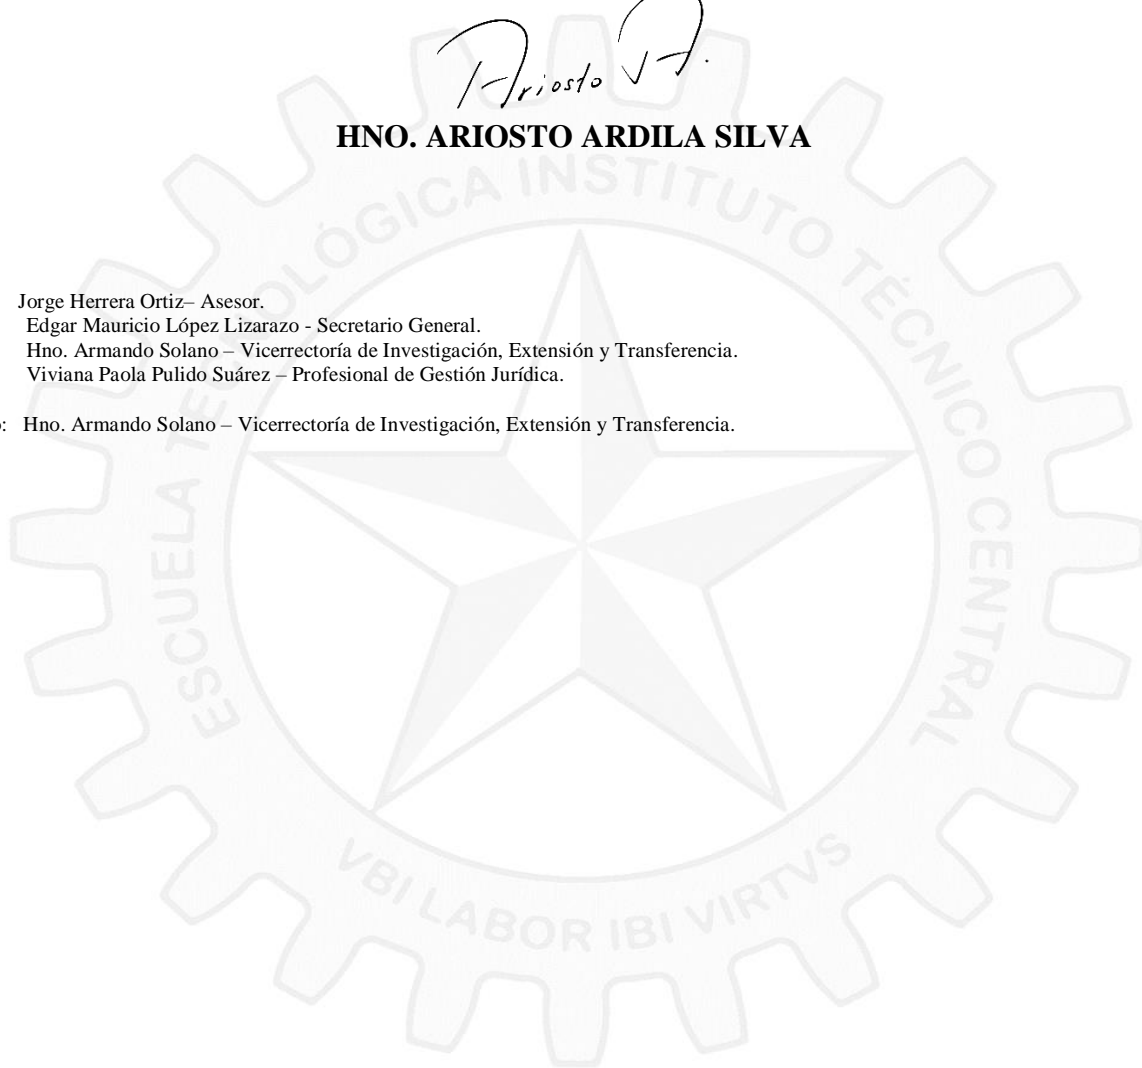 Ariosto A.
HNO. ARIOSTO ARDILA SILVA
Jorge Herrera Ortiz– Asesor.
Edgar Mauricio López Lizarazo - Secretario General.
Hno. Armando Solano – Vicerrectoría de Investigación, Extensión y Transferencia.
Viviana Paola Pulido Suárez – Profesional de Gestión Jurídica.
o: Hno. Armando Solano – Vicerrectoría de Investigación, Extensión y Transferencia.
ESCUELA TECNOLÓGICA INSTITUTO TÉCNICO CENTRAL
VBI LABOR IBI VIRTVS